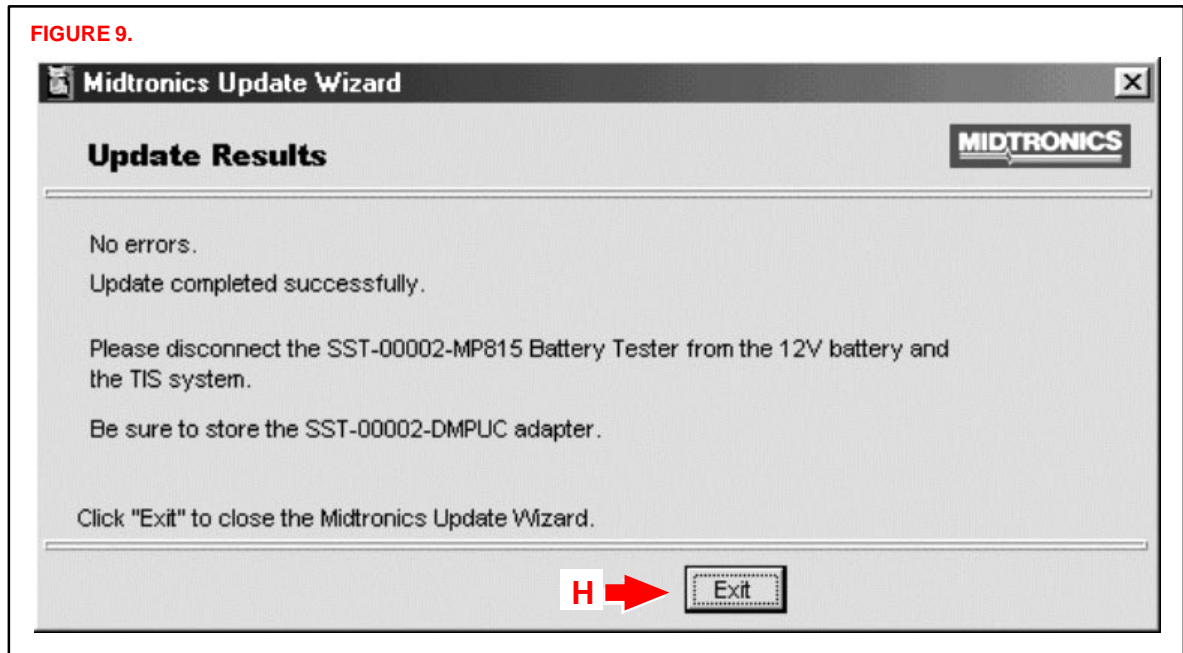 FIGURE 9.
Midtronics Update Wizard
Update Results
MIDTRONICS
No errors.
Update completed successfully.
Please disconnect the SST-00002-MP815 Battery Tester from the 12V battery and
the TIS system.
Be sure to store the SST-00002-DMPUC adapter.
Click "Exit" to close the Midtronics Update Wizard.
H
Exit